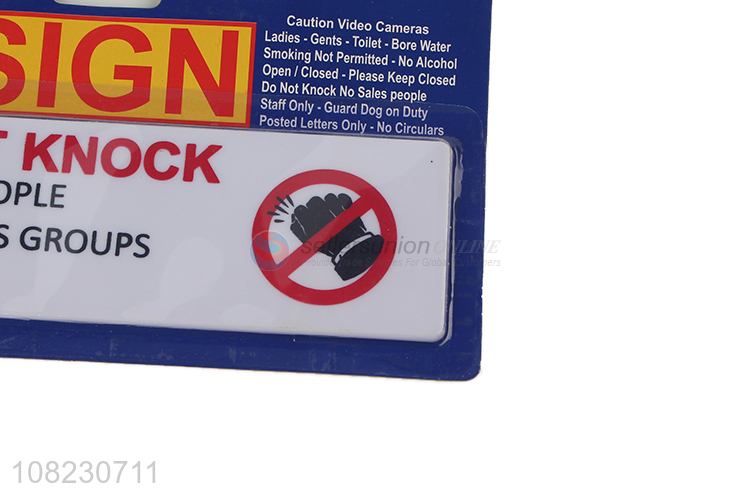 Caution Video Cameras
Ladies - Gents - Toilet - Bore Water
Smoking Not Permitted - No Alcohol
Open / Closed - Please Keep Closed
Do Not Knock No Sales people
Staff Only - Guard Dog on Duty
Posted Letters Only - No Circulars
SIGN
T KNOCK
OPLE
S GROUPS
sellersunion ONLINE
108230711